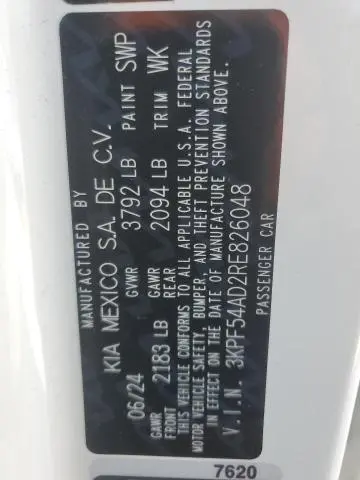 MANUFACTURED BY
KIA MEXICO S.A. DE C.V.
06/24 GVWR 3792 LB PAINT SWP
GAWR FRONT 2183 LB GAWR REAR 2094 LB TRIM WK
THIS VEHICLE CONFORMS TO ALL APPLICABLE U.S.A. FEDERAL
MOTOR VEHICLE SAFETY, BUMPER, AND THEFT PREVENTION STANDARDS
IN EFFECT ON THE DATE OF MANUFACTURE SHOWN ABOVE.
V.I.N. 3KPF54AD2RE826048
PASSENGER CAR
7620